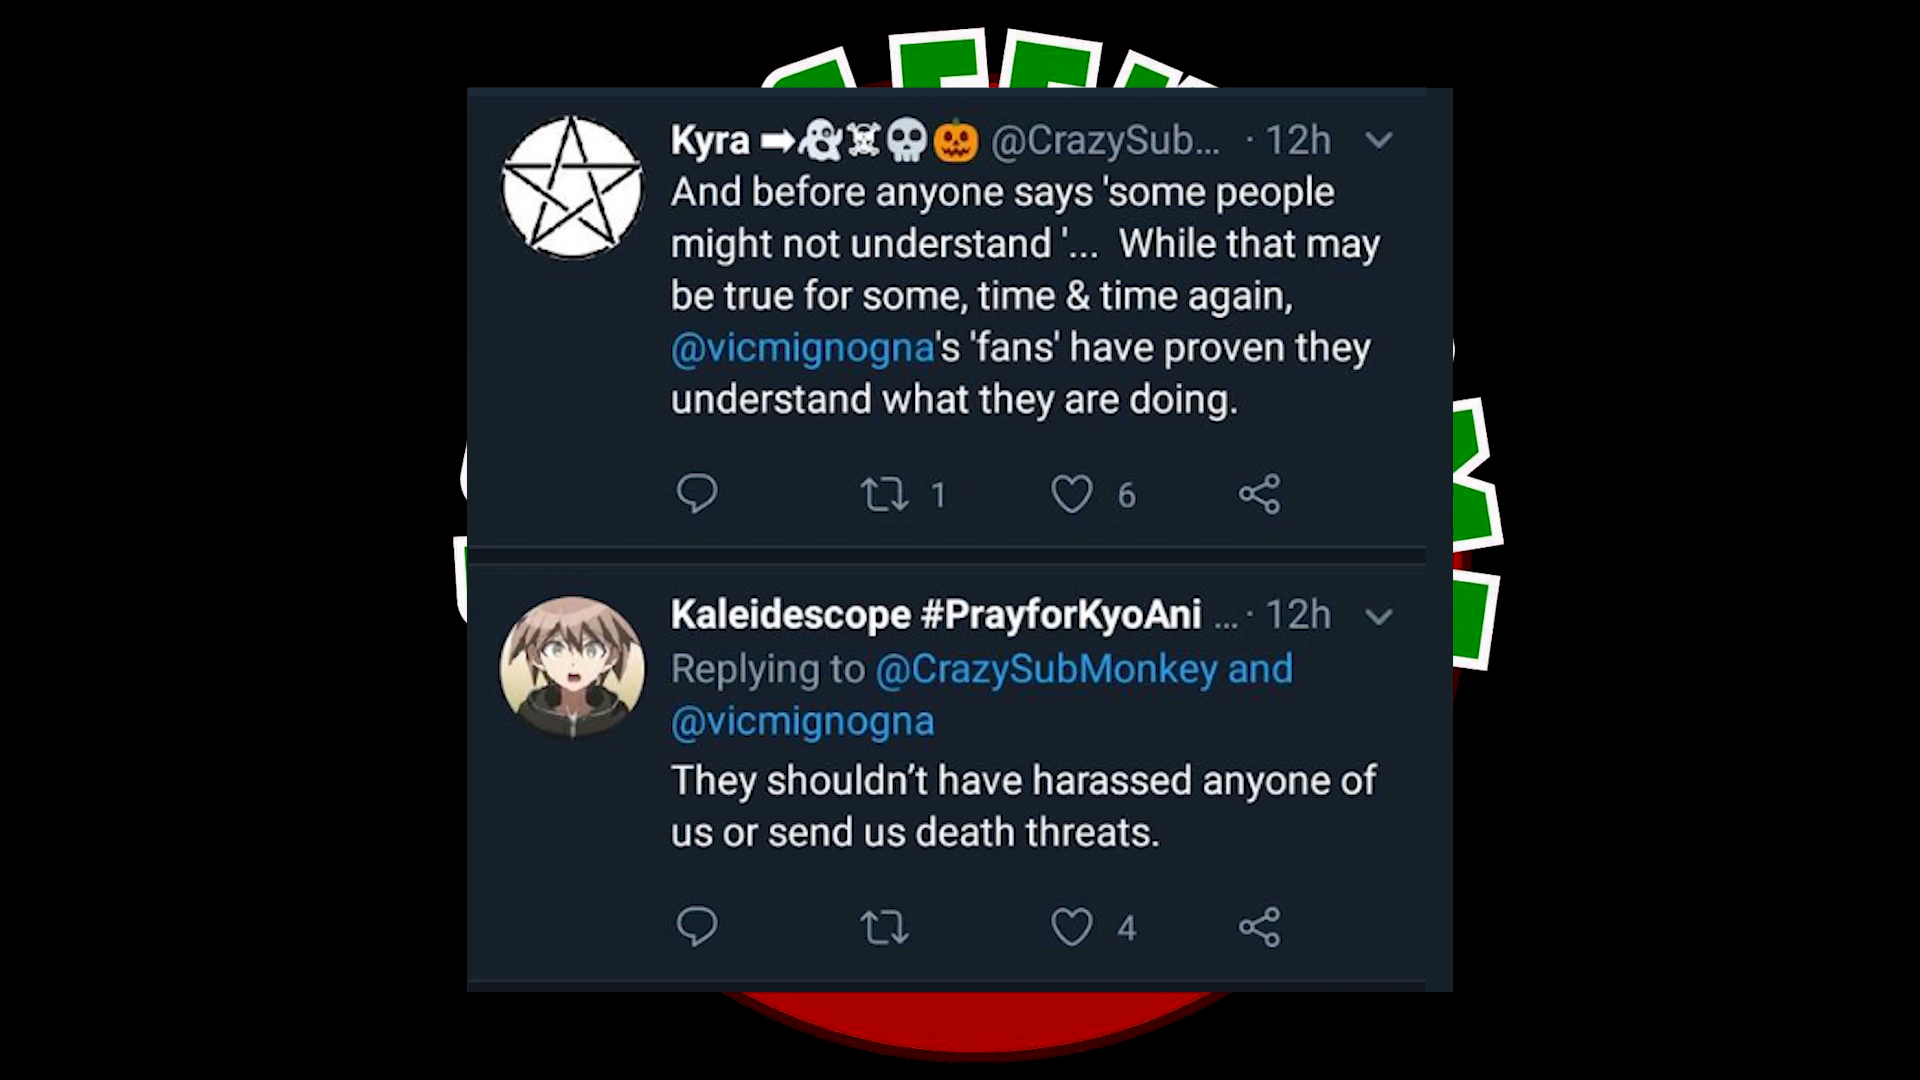 Kyra ➡👻☠💀🎃 @CrazySub... · 12h
And before anyone says 'some people
might not understand '... While that may
be true for some, time & time again,
@vicmignogna's 'fans' have proven they
understand what they are doing.
1 6
Kaleidescope #PrayforKyoAni ... · 12h
Replying to @CrazySubMonkey and
@vicmignogna
They shouldn’t have harassed anyone of
us or send us death threats.
4